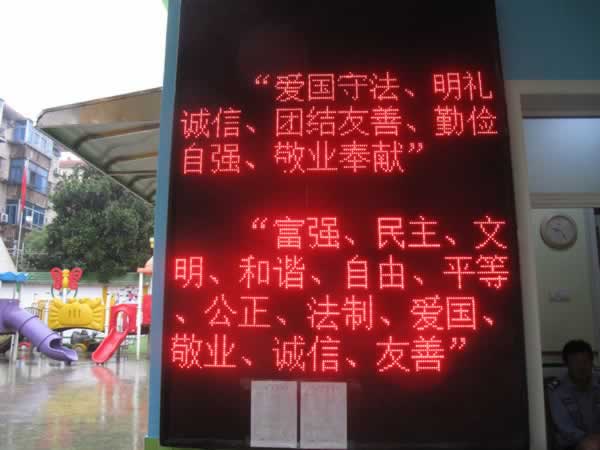 “爱国守法、明礼
诚信、团结友善、勤俭
自强、敬业奉献”
“富强、民主、文
明、和谐、自由、平等
、公正、法制、爱国、
敬业、诚信、友善”